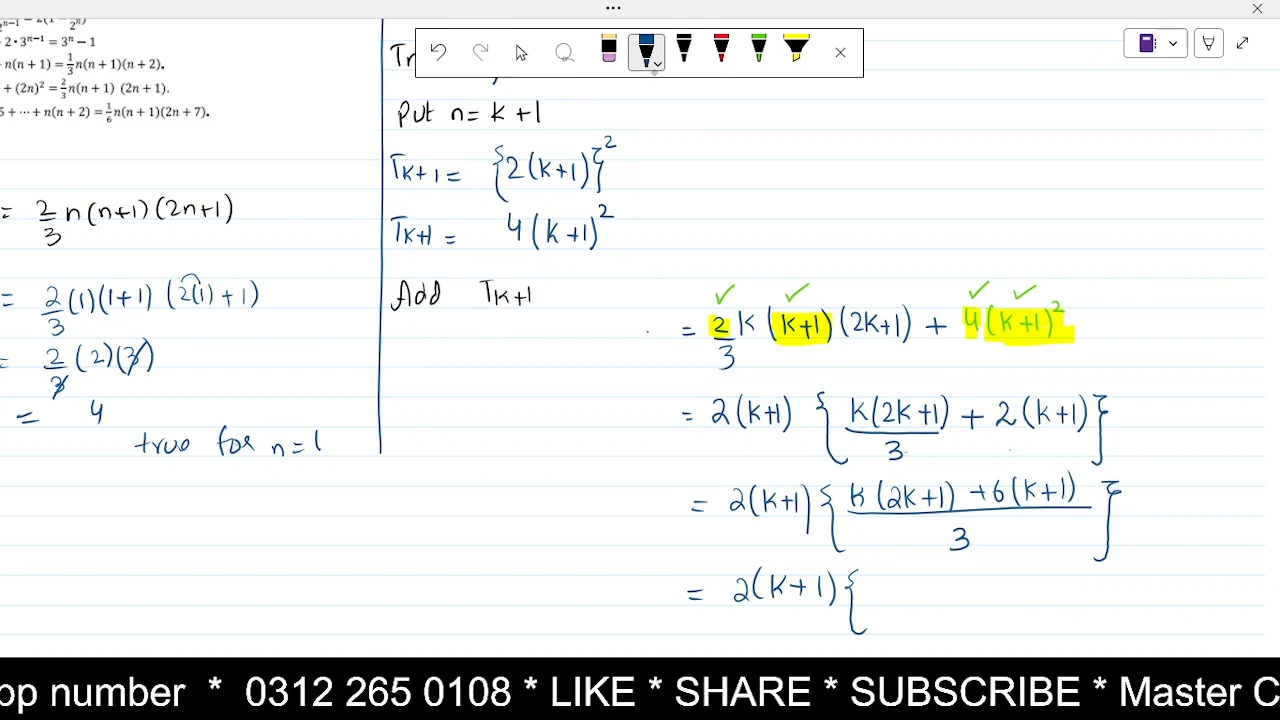 2 · 3ⁿ⁻¹ = 3ⁿ − 1
n(n + 1) = 1/3 n(n + 1)(n + 2).
+ (2n)² = 2/3 n(n + 1) (2n + 1).
5 + ⋯ + n(n + 2) = 1/6 n(n + 1)(2n + 7).
= 2/3 n(n+1)(2n+1)
= 2/3 (1)(1+1)(2(1)+1)
= 2/3 (2)(3)
= 4
true for n=1
Put n= k+1
Tk+1 = {2(k+1)}²
Tk+1 = 4(k+1)²
Add Tk+1
= 2/3 k(k+1)(2k+1) + 4(k+1)²
= 2(k+1) { k(2k+1)/3 + 2(k+1)}
= 2(k+1) { k(2k+1) +6(k+1) / 3 }
= 2(k+1) {
pp number * 0312 265 0108 * LIKE * SHARE * SUBSCRIBE * Master C